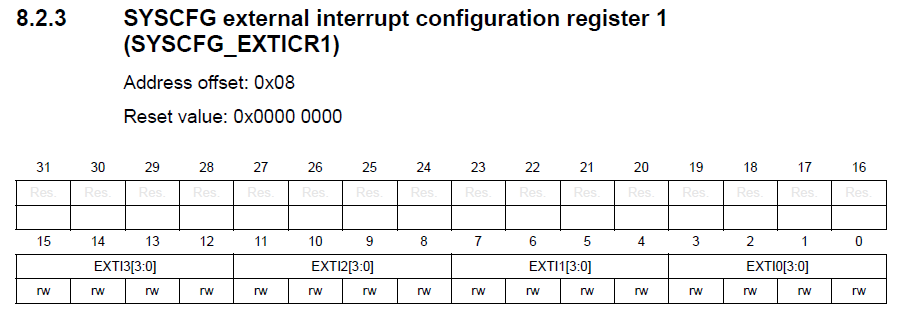 8.2.3 SYSCFG external interrupt configuration register 1
(SYSCFG_EXTICR1)
Address offset: 0x08
Reset value: 0x0000 0000
31 30 29 28 27 26 25 24 23 22 21 20 19 18 17 16
Res. Res. Res. Res. Res. Res. Res. Res. Res. Res. Res. Res. Res. Res. Res. Res.
15 14 13 12 11 10 9 8 7 6 5 4 3 2 1 0
EXTI3[3:0] EXTI2[3:0] EXTI1[3:0] EXTI0[3:0]
rw rw rw rw rw rw rw rw rw rw rw rw rw rw rw rw